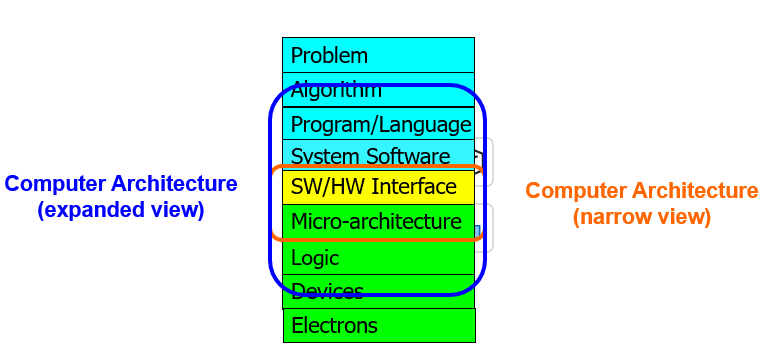 Problem
Algorithm
Program/Language
System Software
SW/HW Interface
Micro-architecture
Logic
Devices
Electrons
Computer Architecture
(expanded view)
Computer Architecture
(narrow view)